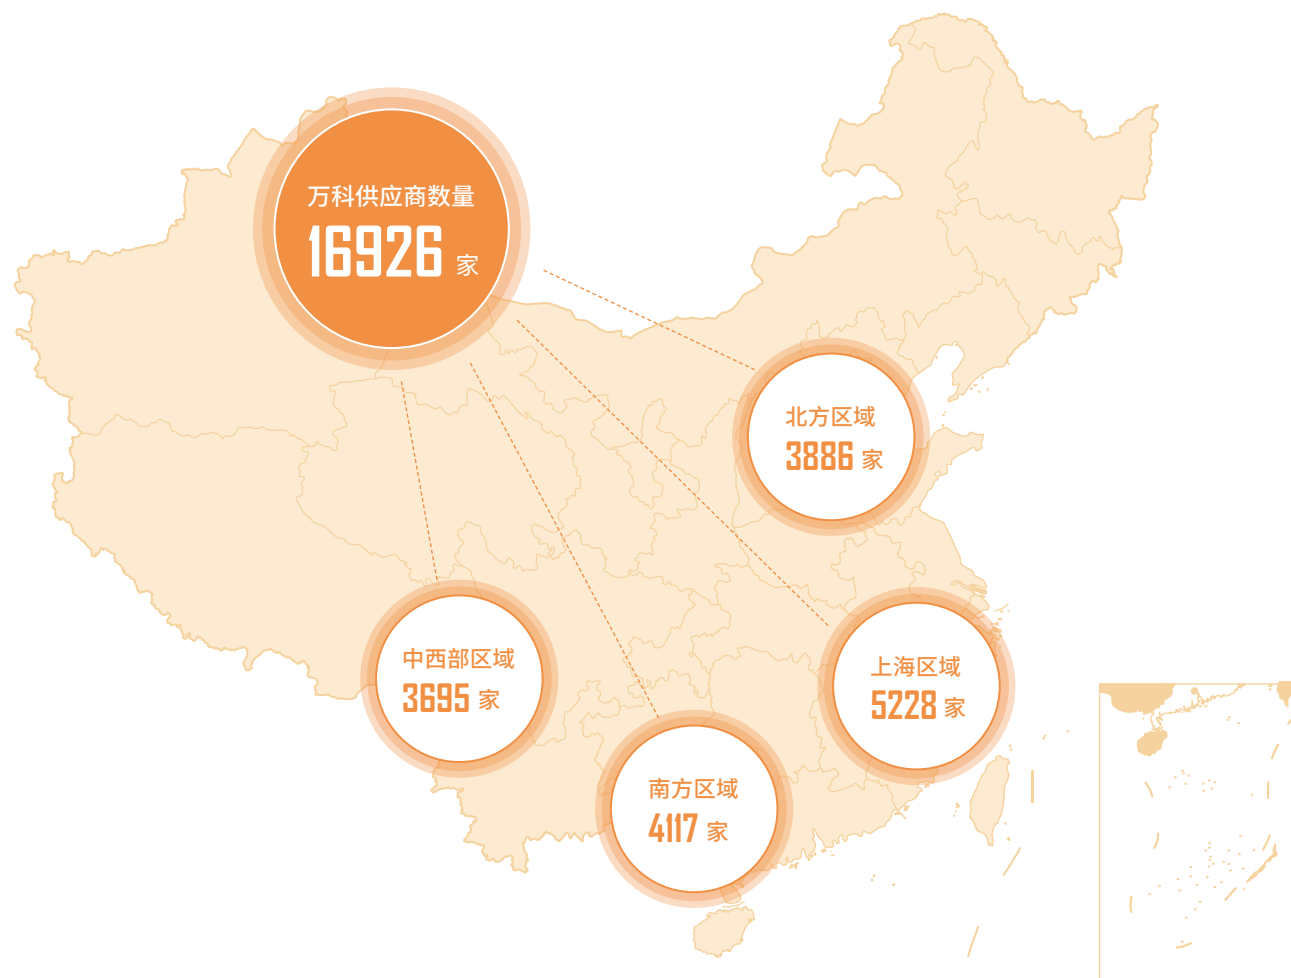 万科供应商数量
16926 家
北方区域
3886 家
中西部区域
3695 家
上海区域
5228 家
南方区域
4117 家